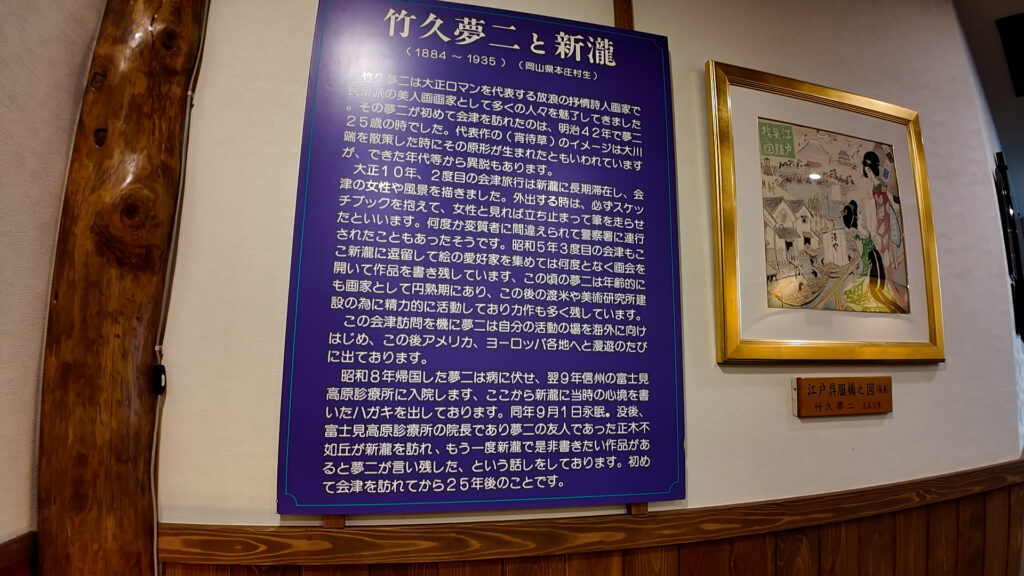 竹久夢二と新瀧
(1884～1935)(岡山県本庄村生)
竹久夢二は大正ロマンを代表する放浪の抒情詩人画家で
民衆派の美人画画家として多くの人々を魅了してきました
。その夢二が初めて会津を訪れたのは、明治42年で夢二
25歳の時でした。代表作の(宵待草)のイメージは大川
端を散策した時にその原形が生まれたともいわれています
が、できた年代等から異説もあります。
大正10年、2度目の会津旅行は新瀧に長期滞在し、会
津の女性や風景を描きました。外出する時は、必ずスケッ
チブックを抱えて、女性と見れば立ち止まって筆を走らせ
たといいます。何度か変質者に間違えられて警察署に連行
されたこともあったそうです。昭和5年3度目の会津もこ
こ新瀧に逗留して絵の愛好家を集めては何度となく画会を
開いて作品を書き残しています、この頃の夢二は年齢的に
も画家として円熟期にあり、この後の渡米や美術研究所建
設の為に精力的に活動しており力作も多く残しています。
この会津訪問を機に夢二は自分の活動の場を海外に向け
はじめ、この後アメリカ、ヨーロッパ各地へと漫遊のたび
に出ております。
昭和8年帰国した夢二は病に伏せ、翌9年信州の富士見
高原診療所に入院します、ここから新瀧に当時の心境を書
いたハガキを出しております。同年9月1日永眠。没後、
富士見高原診療所の院長であり夢二の友人であった正木不
如丘が新瀧を訪れ、もう一度新瀧で是非書きたい作品があ
ると夢二が言い残した、という話しをしております。初め
て会津を訪れてから25年後のことです。
江戸呉服橋之図
竹久夢二 大正3年